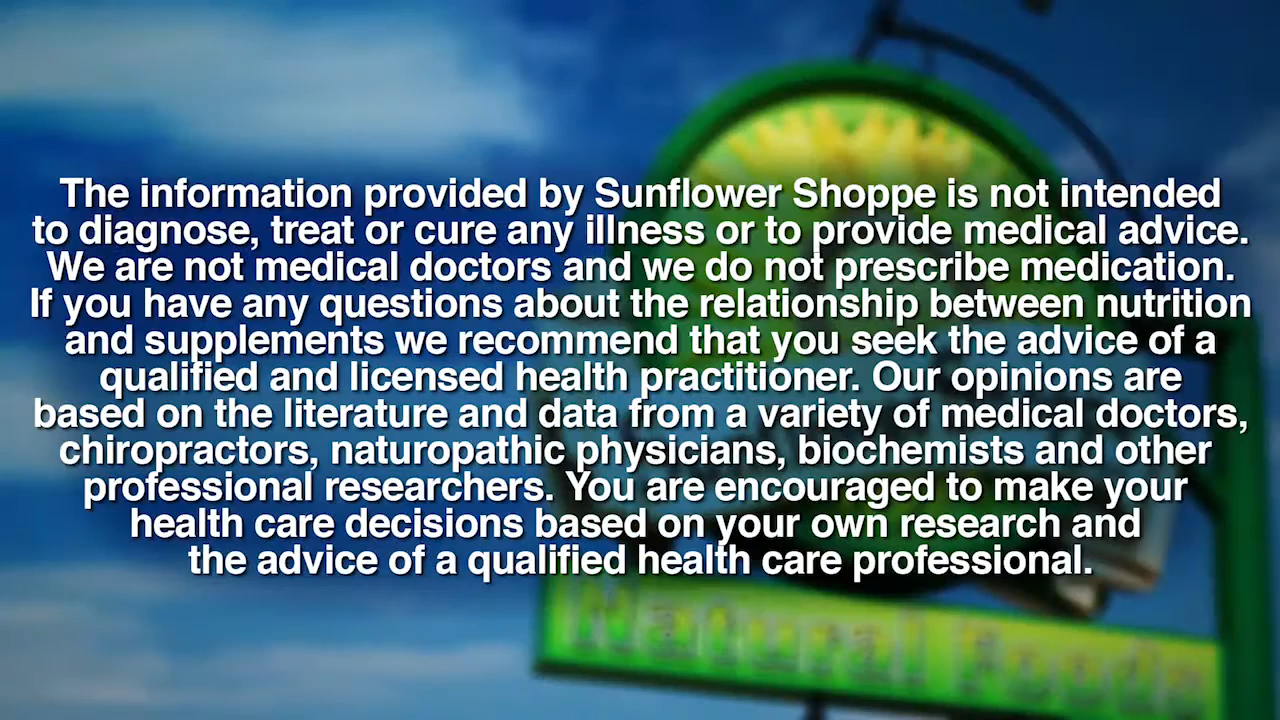 The information provided by Sunflower Shoppe is not intended
to diagnose, treat or cure any illness or to provide medical advice.
We are not medical doctors and we do not prescribe medication.
If you have any questions about the relationship between nutrition
and supplements we recommend that you seek the advice of a
qualified and licensed health practitioner. Our opinions are
based on the literature and data from a variety of medical doctors,
chiropractors, naturopathic physicians, biochemists and other
professional researchers. You are encouraged to make your
health care decisions based on your own research and
the advice of a qualified health care professional.
Natural Foods